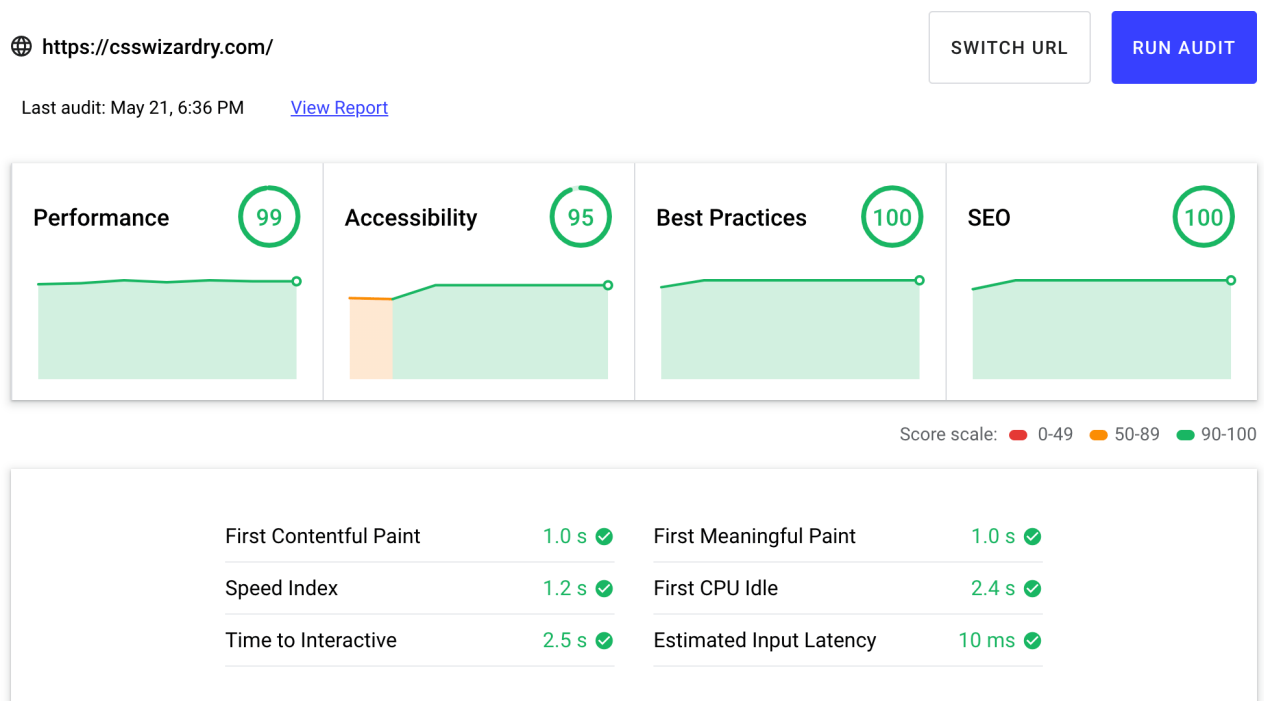 https://csswizardry.com/
SWITCH URL
RUN AUDIT
Last audit: May 21, 6:36 PM
View Report
Performance 99
Accessibility 95
Best Practices 100
SEO 100
Score scale: 0-49 50-89 90-100
First Contentful Paint 1.0 s
First Meaningful Paint 1.0 s
Speed Index 1.2 s
First CPU Idle 2.4 s
Time to Interactive 2.5 s
Estimated Input Latency 10 ms